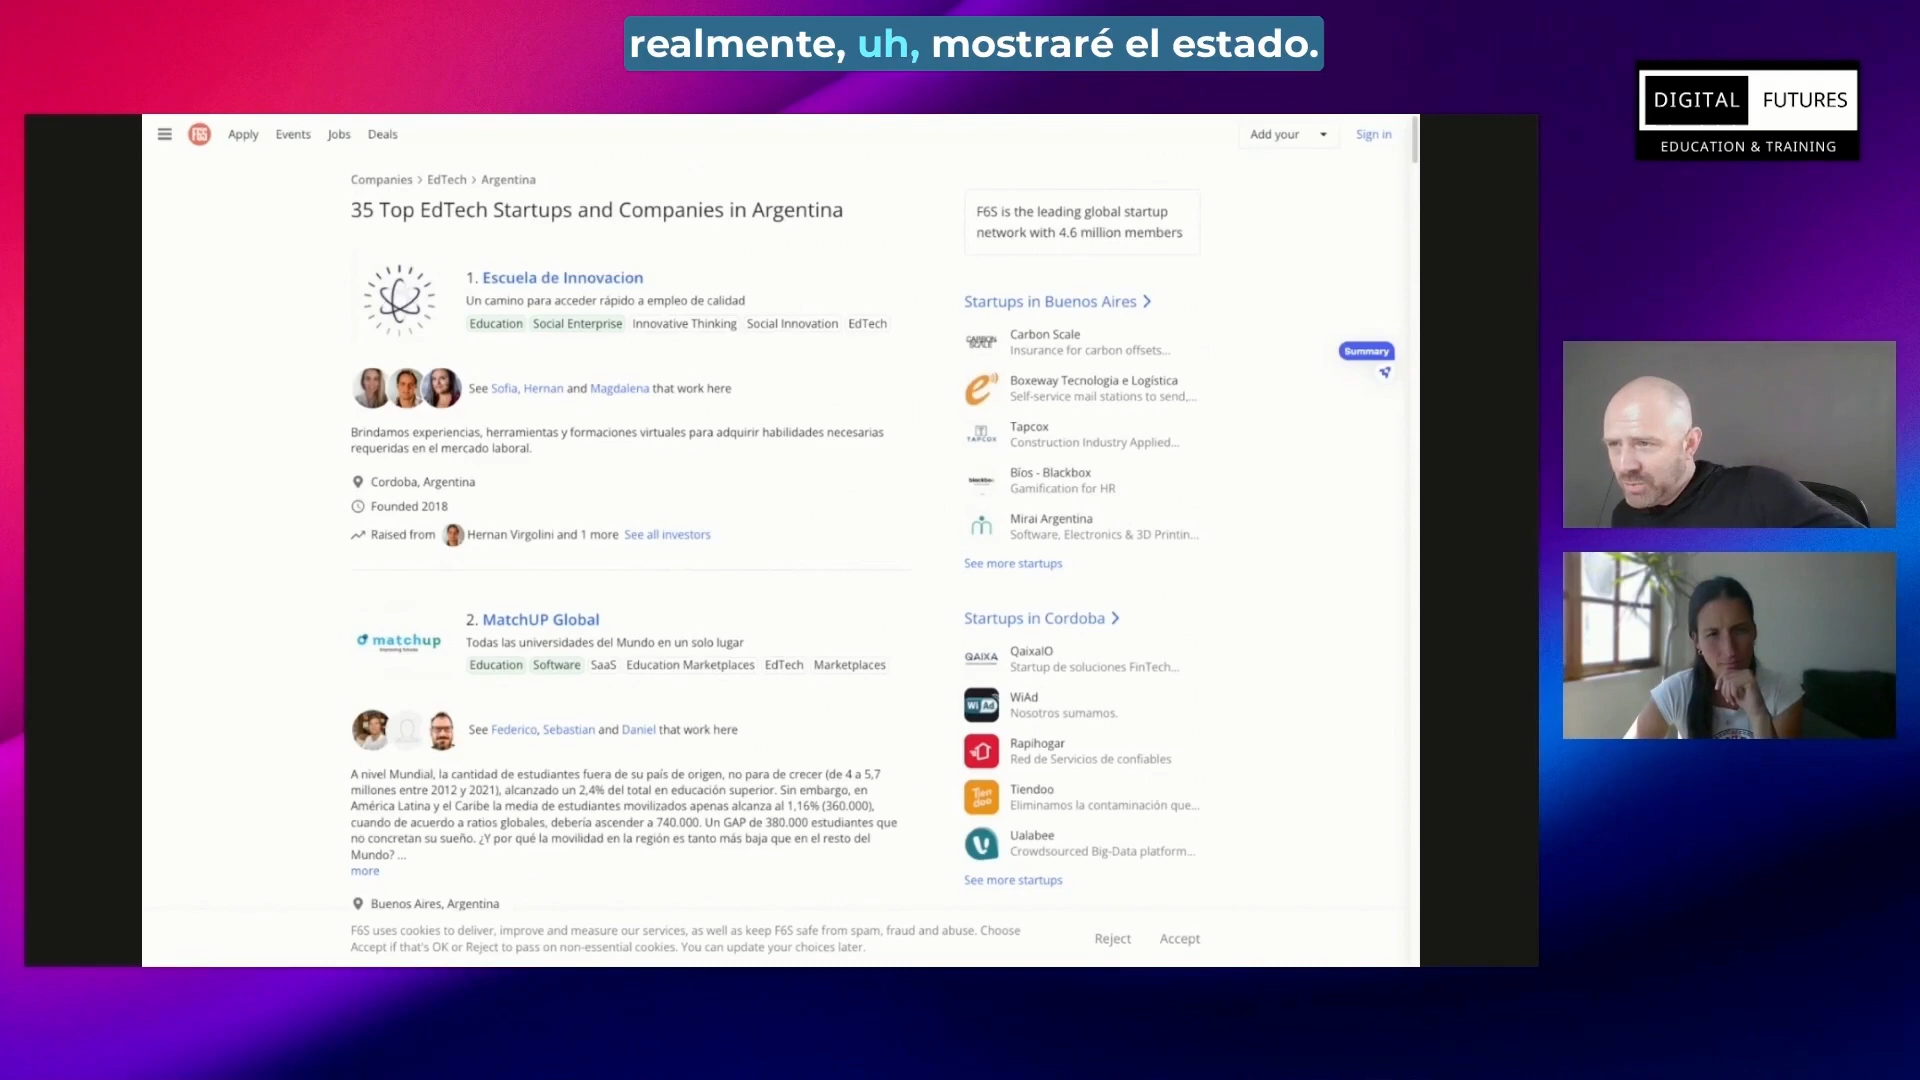 realmente, uh, mostraré el estado.
DIGITAL FUTURES
EDUCATION & TRAINING
F6S
Apply
Events
Jobs
Deals
Add your
Sign in
Companies > EdTech > Argentina
35 Top EdTech Startups and Companies in Argentina
1. Escuela de Innovacion
Un camino para acceder rápido a empleo de calidad
Education Social Enterprise Innovative Thinking Social Innovation EdTech
See Sofia, Hernan and Magdalena that work here
Brindamos experiencias, herramientas y formaciones virtuales para adquirir habilidades necesarias
requeridas en el mercado laboral.
Cordoba, Argentina
Founded 2018
Raised from Hernan Virgolini and 1 more See all investors
matchup
2. MatchUP Global
Todas las universidades del Mundo en un solo lugar
Education Software SaaS Education Marketplaces EdTech Marketplaces
See Federico, Sebastian and Daniel that work here
A nivel Mundial, la cantidad de estudiantes fuera de su país de origen, no para de crecer (de 4 a 5,7
millones entre 2012 y 2021), alcanzado un 2,4% del total en educación superior. Sin embargo, en
América Latina y el Caribe la media de estudiantes movilizados apenas alcanza al 1,16% (360.000),
cuando de acuerdo a ratios globales, debería ascender a 740.000. Un GAP de 380.000 estudiantes que
no concretan su sueño. ¿Y por qué la movilidad en la región es tanto más baja que en el resto del
Mundo? ...
more
Buenos Aires, Argentina
F6S is the leading global startup
network with 4.6 million members
Startups in Buenos Aires >
CARBON
SCALE
Carbon Scale
Insurance for carbon offsets...
Boxeway Tecnologia e Logística
Self-service mail stations to send,...
TAPCOX
Tapcox
Construction Industry Applied...
blackbox
Bíos - Blackbox
Gamification for HR
Mirai Argentina
Software, Electronics & 3D Printin...
See more startups
Startups in Cordoba >
QAIXA
QaixaIO
Startup de soluciones FinTech...
Wi Ad
WiAd
Nosotros sumamos.
Rapihogar
Red de Servicios de confiables
Tien
doo
Tiendoo
Eliminamos la contaminación que...
Ualabee
Crowdsourced Big-Data platform...
See more startups
Summary
F6S uses cookies to deliver, improve and measure our services, as well as keep F6S safe from spam, fraud and abuse. Choose
Accept if that's OK or Reject to pass on non-essential cookies. You can update your choices later.
Reject
Accept